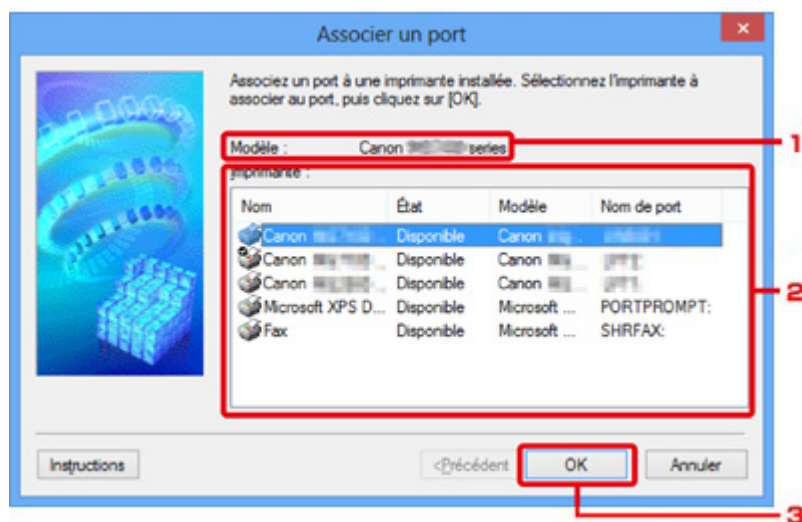 Associer un port
Associez un port à une imprimante installée. Sélectionnez l'imprimante à
associer au port, puis cliquez sur [OK].
Modèle : Canon series
1
Imprimante :
Nom État Modèle Nom de port
Canon Disponible Canon
Canon Disponible Canon
Canon Disponible Canon
2
Microsoft XPS D... Disponible Microsoft ... PORTPROMPT:
Fax Disponible Microsoft ... SHRFAX:
Instructions <Précédent OK Annuler
3